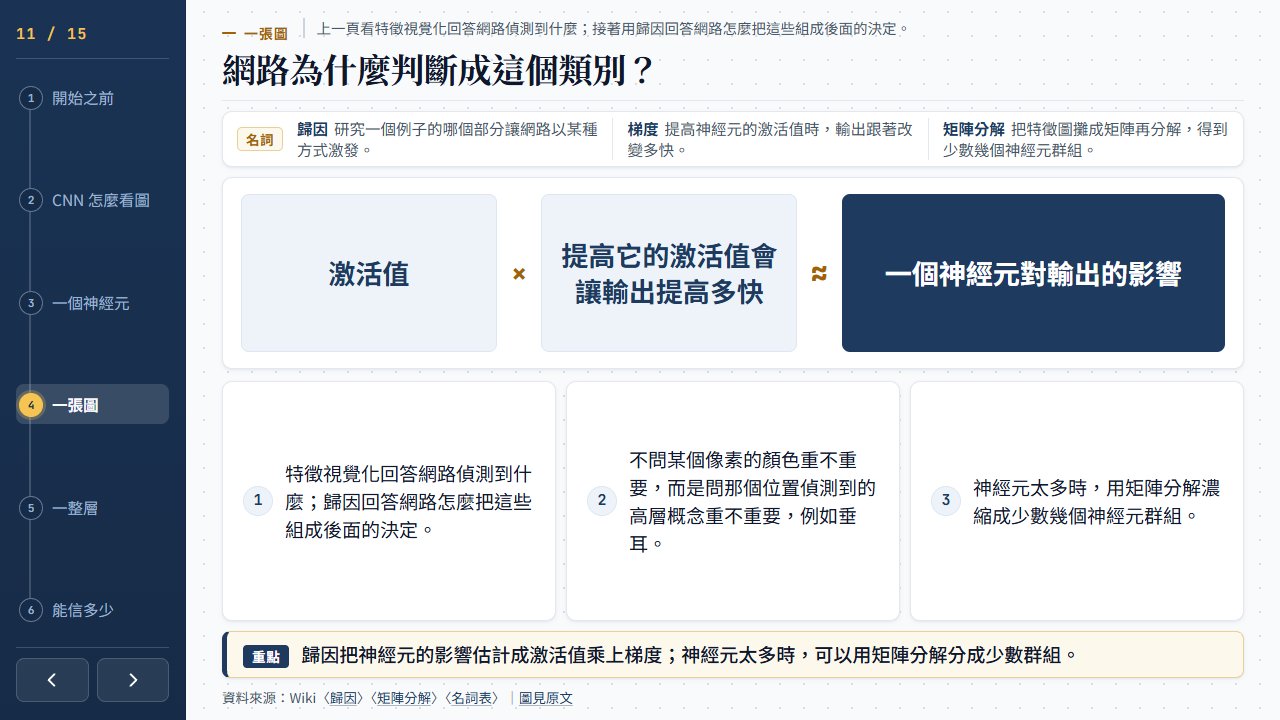 11 / 15
1 開始之前
2 CNN 怎麼看圖
3 一個神經元
4 一張圖
5 一整層
6 能信多少
一張圖
上一頁看特徵視覺化回答網路偵測到什麼；接著用歸因回答網路怎麼把這些組成後面的決定。
網路為什麼判斷成這個類別？
名詞
歸因 研究一個例子的哪個部分讓網路以某種
方式激發。
梯度 提高神經元的激活值時，輸出跟著改
變多快。
矩陣分解 把特徵圖攤成矩陣再分解，得到
少數幾個神經元群組。
激活值
×
提高它的激活值會
讓輸出提高多快
≈
一個神經元對輸出的影響
1
特徵視覺化回答網路偵測到什
麼；歸因回答網路怎麼把這些
組成後面的決定。
2
不問某個像素的顏色重不重
要，而是問那個位置偵測到的
高層概念重不重要，例如垂
耳。
3
神經元太多時，用矩陣分解濃
縮成少數幾個神經元群組。
重點 歸因把神經元的影響估計成激活值乘上梯度；神經元太多時，可以用矩陣分解分成少數群組。
資料來源：Wiki〈歸因〉〈矩陣分解〉〈名詞表〉｜圖見原文